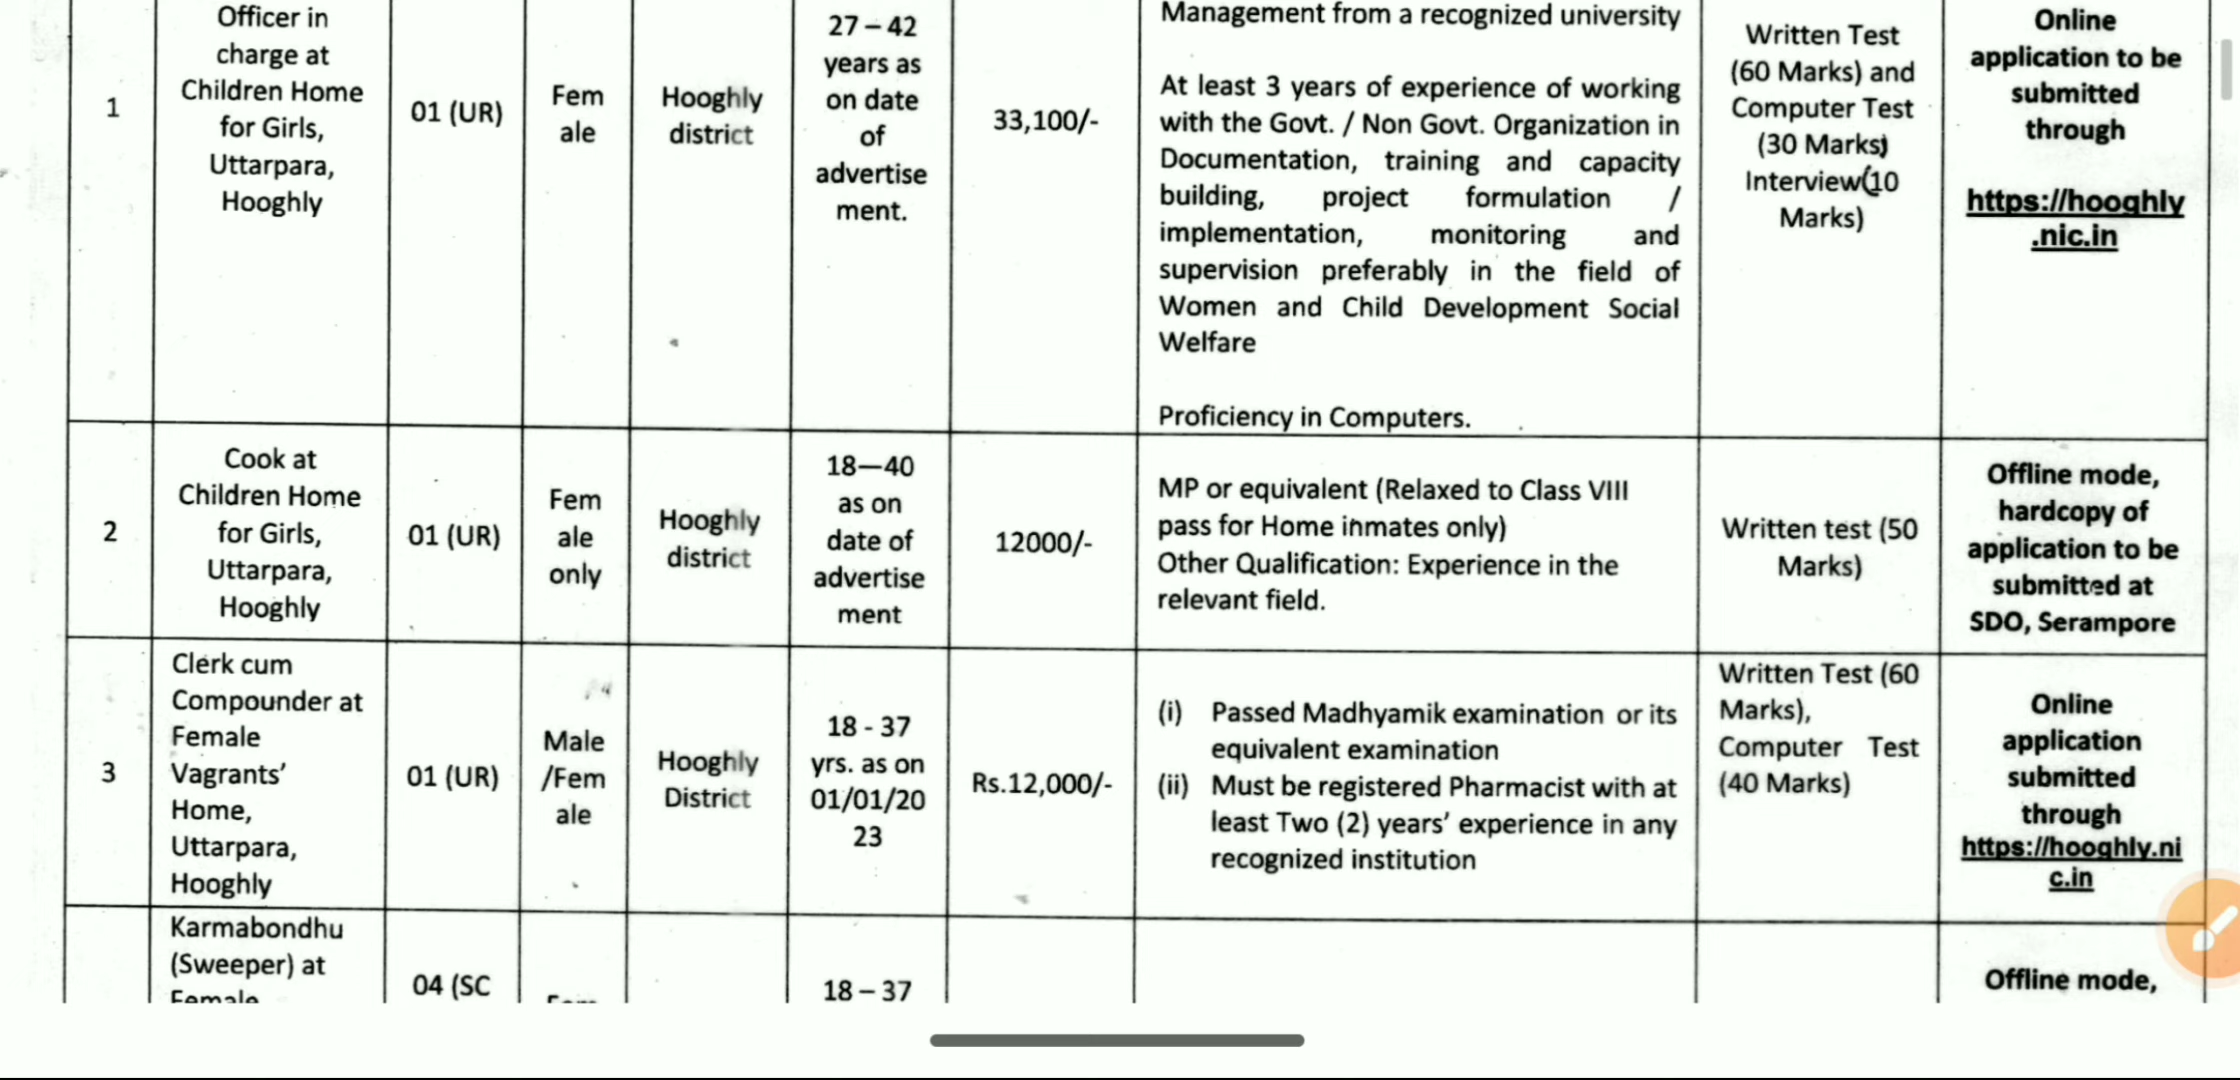 1
Officer in
charge at
Children Home
for Girls,
Uttarpara,
Hooghly
01 (UR)
Fem
ale
Hooghly
district
27 – 42
years as
on date
of
advertise
ment.
33,100/-
Management from a recognized university
At least 3 years of experience of working
with the Govt. / Non Govt. Organization in
Documentation, training and capacity
building, project formulation /
implementation, monitoring and
supervision preferably in the field of
Women and Child Development Social
Welfare
Proficiency in Computers.
Written Test
(60 Marks) and
Computer Test
(30 Marks)
Interview(10
Marks)
Online
application to be
submitted
through
https://hooghly
.nic.in
2
Cook at
Children Home
for Girls,
Uttarpara,
Hooghly
01 (UR)
Fem
ale
only
Hooghly
district
18—40
as on
date of
advertise
ment
12000/-
MP or equivalent (Relaxed to Class VIII
pass for Home inmates only)
Other Qualification: Experience in the
relevant field.
Written test (50
Marks)
Offline mode,
hardcopy of
application to be
submitted at
SDO, Serampore
3
Clerk cum
Compounder at
Female
Vagrants’
Home,
Uttarpara,
Hooghly
01 (UR)
Male
/Fem
ale
Hooghly
District
18 - 37
yrs. as on
01/01/20
23
Rs.12,000/-
(i) Passed Madhyamik examination or its
equivalent examination
(ii) Must be registered Pharmacist with at
least Two (2) years’ experience in any
recognized institution
Written Test (60
Marks),
Computer Test
(40 Marks)
Online
application
submitted
through
https://hooghly.ni
c.in
Karmabondhu
(Sweeper) at
Female
04 (SC
18 – 37
Offline mode,